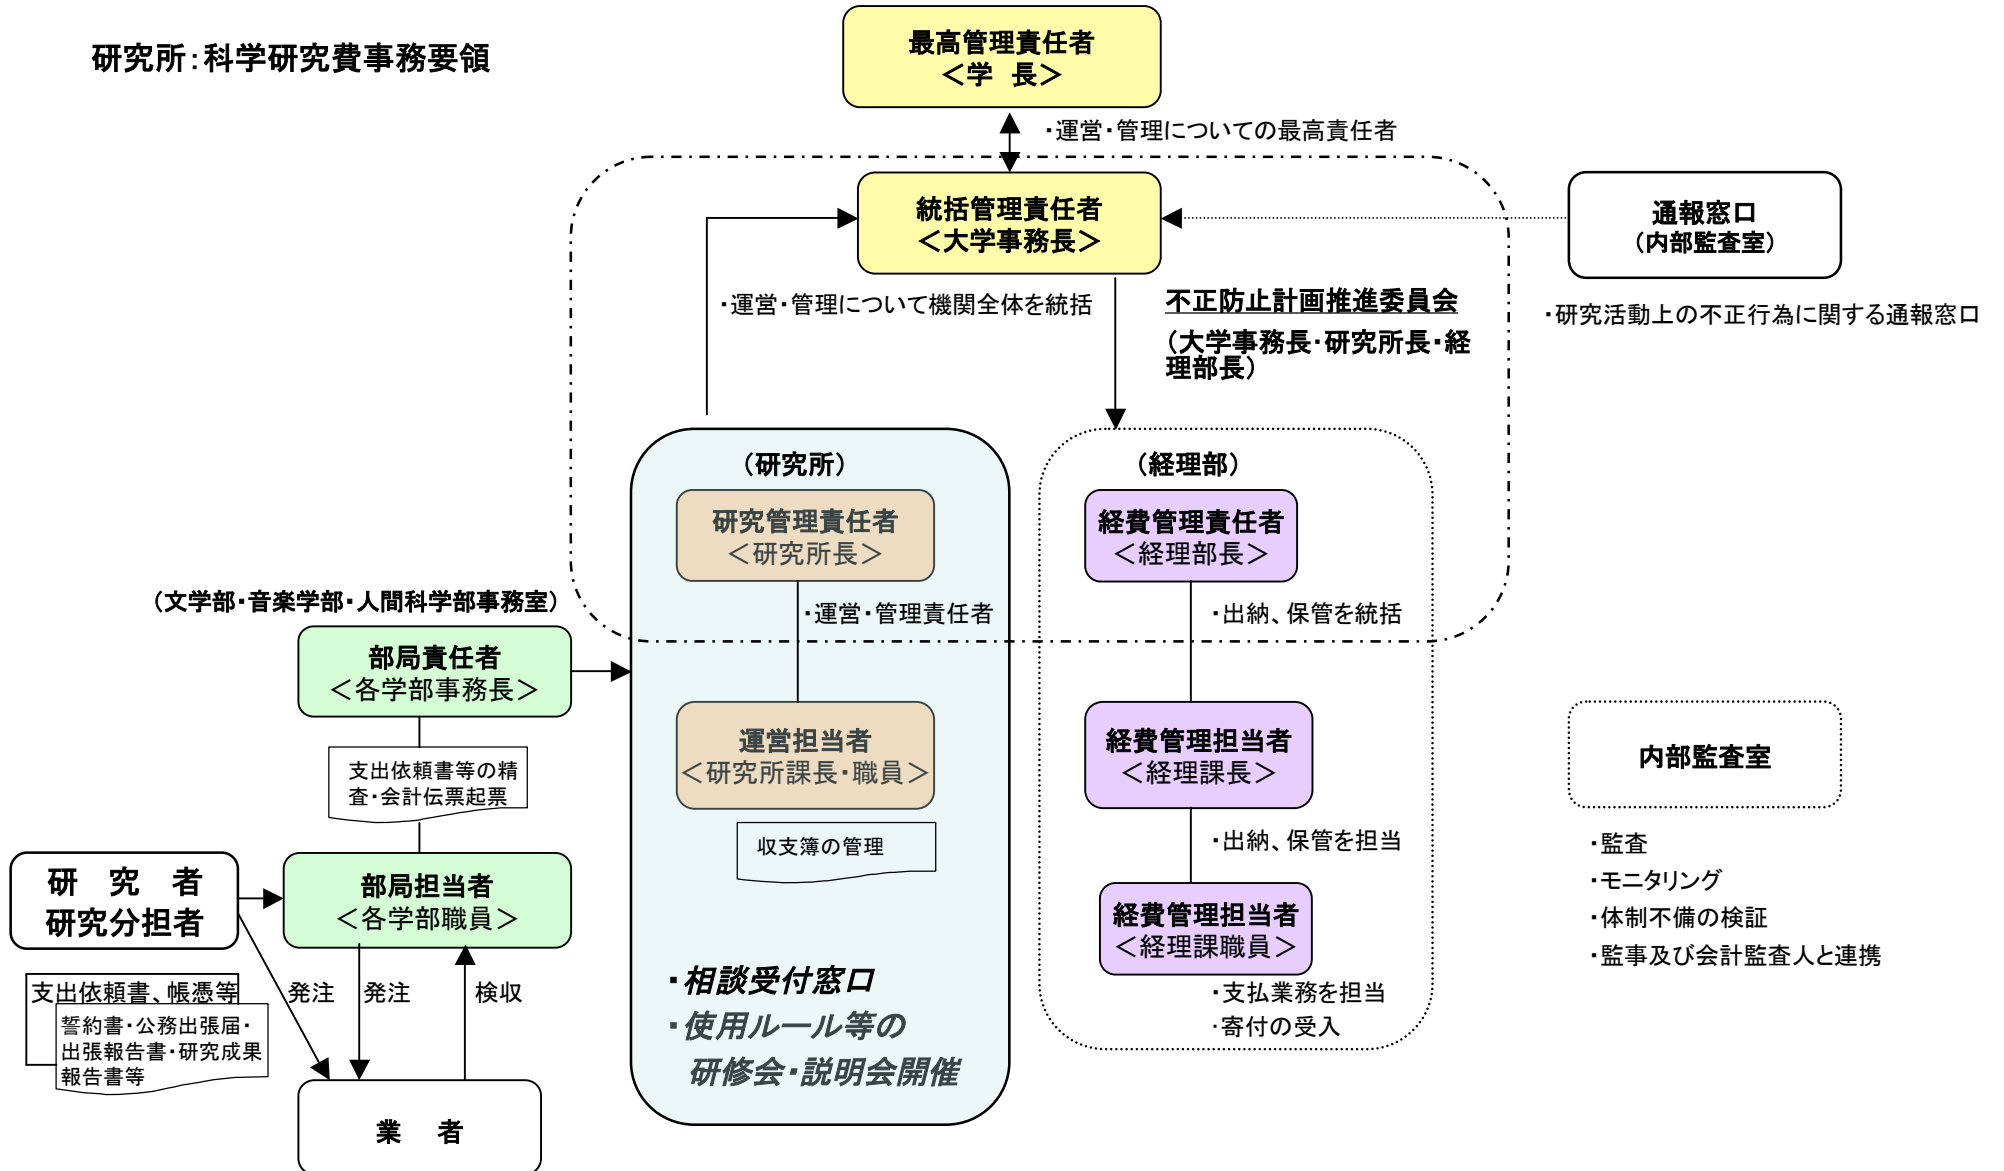 研究所：科学研究費事務要領
最高管理責任者
＜学　長＞
・運営・管理についての最高責任者
統括管理責任者
＜大学事務長＞
通報窓口
（内部監査室）
・運営・管理について機関全体を統括
不正防止計画推進委員会
（大学事務長・研究所長・経
理部長）
・研究活動上の不正行為に関する通報窓口
（研究所）
研究管理責任者
＜研究所長＞
・運営・管理責任者
運営担当者
＜研究所課長・職員＞
収支簿の管理
・相談受付窓口
・使用ルール等の
研修会・説明会開催
（経理部）
経費管理責任者
＜経理部長＞
・出納、保管を統括
経費管理担当者
＜経理課長＞
・出納、保管を担当
経費管理担当者
＜経理課職員＞
・支払業務を担当
・寄付の受入
（文学部・音楽学部・人間科学部事務室）
部局責任者
＜各学部事務長＞
支出依頼書等の精
査・会計伝票起票
研　究　者
研究分担者
部局担当者
＜各学部職員＞
支出依頼書、帳憑等
誓約書・公務出張届・
出張報告書・研究成果
報告書等
発注
発注
検収
業　者
内部監査室
・監査
・モニタリング
・体制不備の検証
・監事及び会計監査人と連携